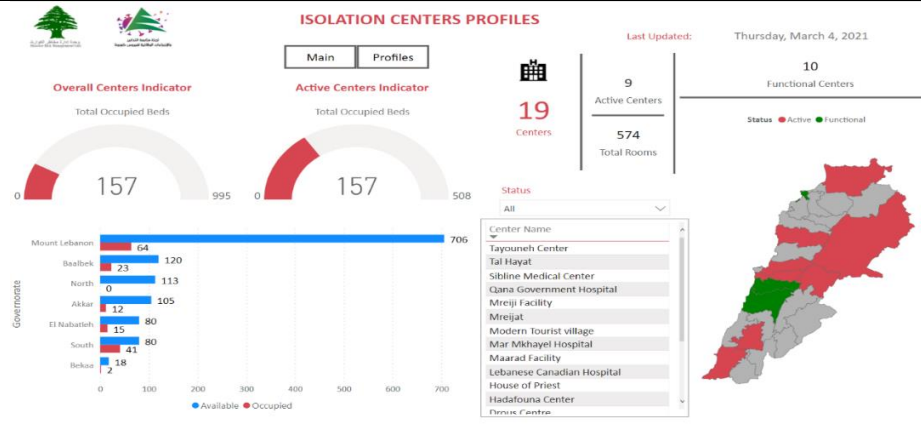 ISOLATION CENTERS PROFILES
Last Updated:
Thursday, March 4, 2021
Main
Profiles
Overall Centers Indicator
Total Occupied Beds
157
0
995
Active Centers Indicator
Total Occupied Beds
157
0
508
19
Centers
9
Active Centers
574
Total Rooms
10
Functional Centers
Status
Active
Functional
Status
All
Center Name
Tayouneh Center
Tal Hayat
Sibline Medical Center
Qana Government Hospital
Mreiji Facility
Mreijat
Modern Tourist village
Mar Mkhayel Hospital
Maarad Facility
Lebanese Canadian Hospital
House of Priest
Hadafouna Center
Drous Centre
Governorate
Mount Lebanon
706
64
Baalbek
120
23
North
113
0
Akkar
105
12
El Nabatieh
80
15
South
80
41
Bekaa
18
2
0 100 200 300 400 500 600 700
Available
Occupied